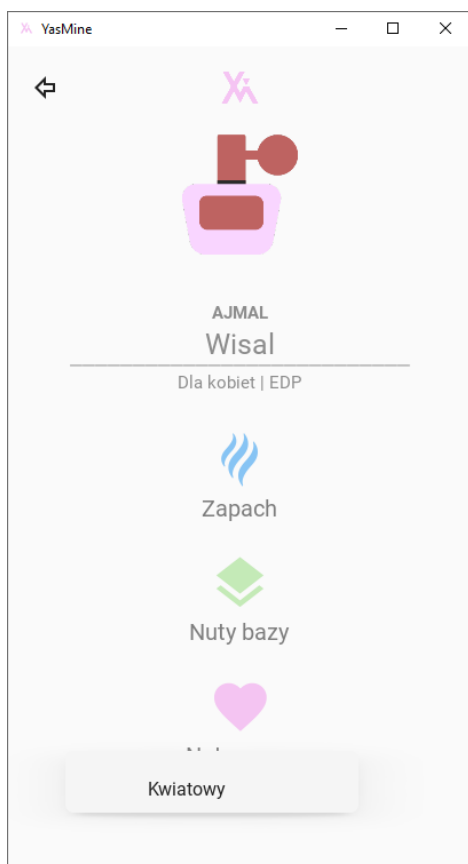 YasMine
AJMAL
Wisal
Dla kobiet | EDP
Zapach
Nuty bazy
Kwiatowy